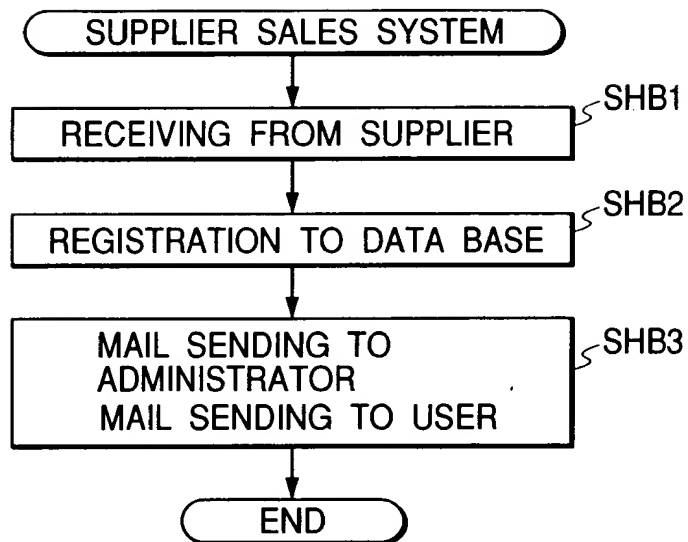 SUPPLIER SALES SYSTEM
RECEIVING FROM SUPPLIER
SHB1
REGISTRATION TO DATA BASE
SHB2
MAIL SENDING TO
ADMINISTRATOR
MAIL SENDING TO USER
SHB3
END